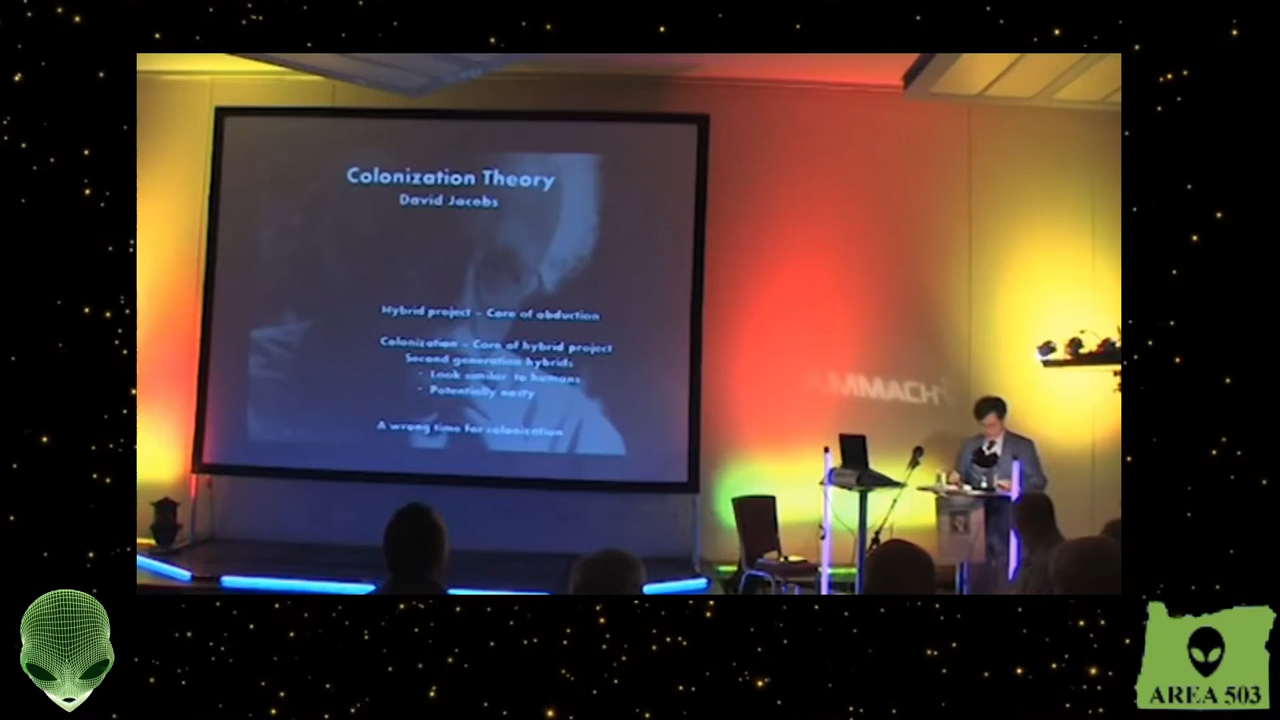 Colonization Theory
David Jacobs
Hybrid project - Core of abduction
Colonization - Core of hybrid project
Second generation hybrids
- Look similar to humans
- Potentially nasty
A wrong time for colonization
AMMACH
AREA 503